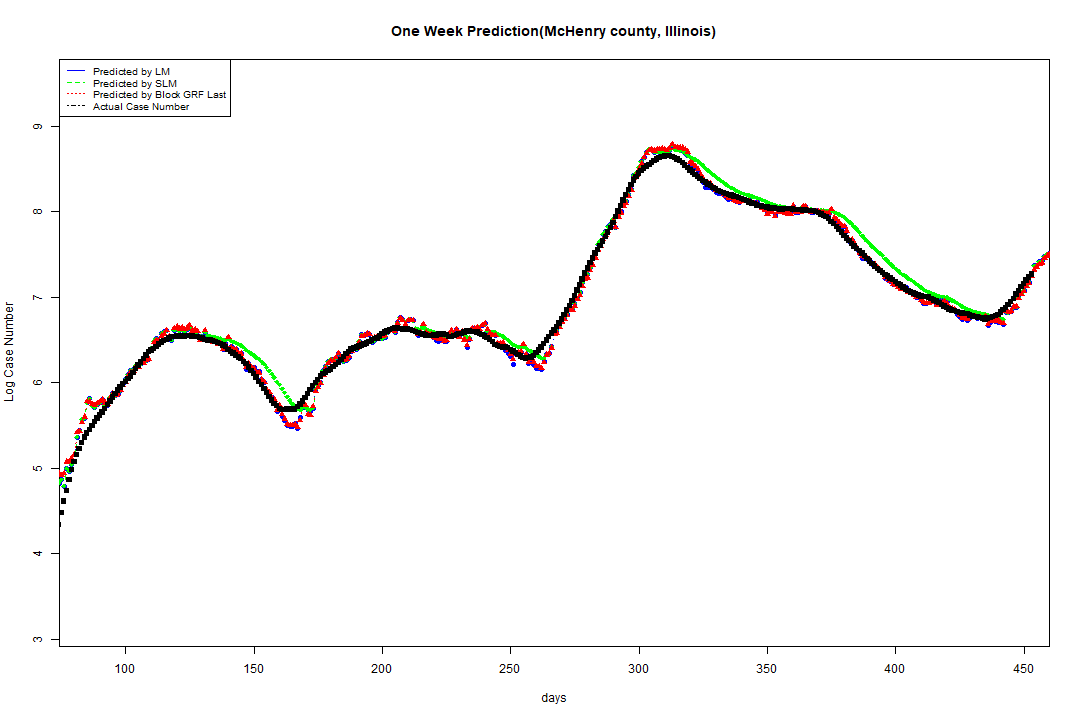 One Week Prediction(McHenry county, Illinois)
Predicted by LM
Predicted by SLM
Predicted by Block GRF Last
Actual Case Number
9
8
7
6
5
4
3
Log Case Number
100 150 200 250 300 350 400 450
days